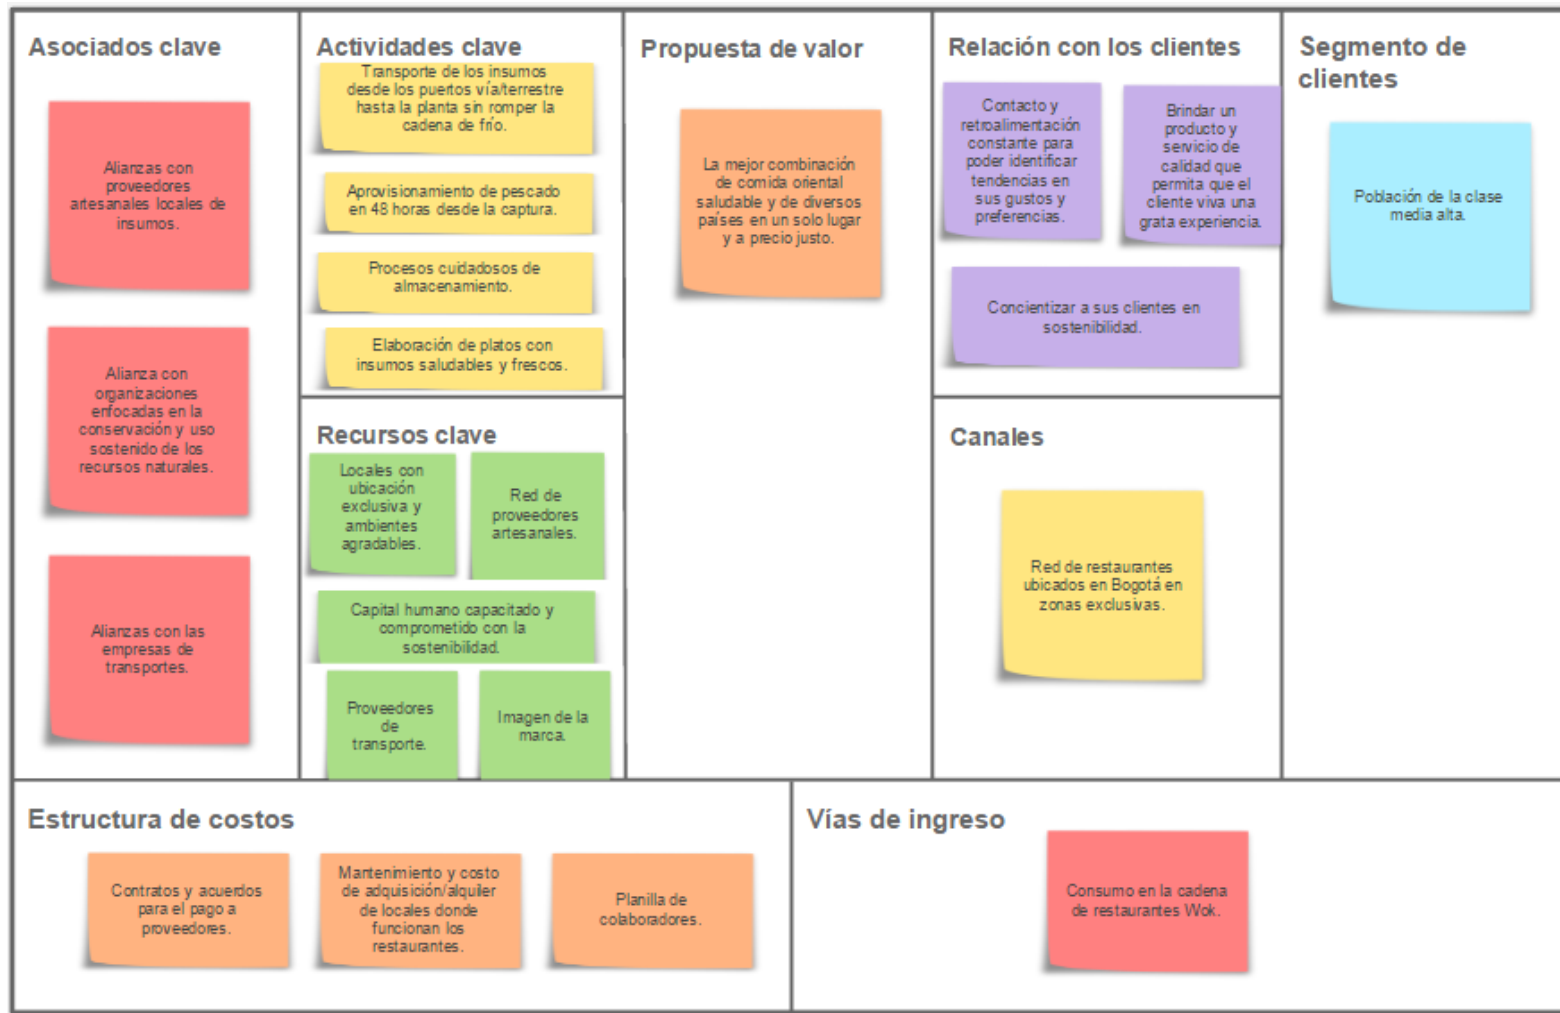 Asociados clave
Alianzas con
proveedores
artesanales locales de
insumos.
Alianza con
organizaciones
enfocadas en la
conservación y uso
sostenido de los
recursos naturales.
Alianzas con las
empresas de
transportes.
Actividades clave
Transporte de los insumos
desde los puertos vía/terrestre
hasta la planta sin romper la
cadena de frío.
Aprovisionamiento de pescado
en 48 horas desde la captura.
Procesos cuidadosos de
almacenamiento.
Elaboración de platos con
insumos saludables y frescos.
Recursos clave
Locales con
ubicación
exclusiva y
ambientes
agradables.
Red de
proveedores
artesanales.
Capital humano capacitado y
comprometido con la
sostenibilidad.
Proveedores
de
transporte.
Imagen de la
marca.
Propuesta de valor
La mejor combinación
de comida oriental
saludable y de diversos
países en un solo lugar
y a precio justo.
Relación con los clientes
Contacto y
retroalimentación
constante para
poder identificar
tendencias en
sus gustos y
preferencias.
Brindar un
producto y
servicio de
calidad que
permita que el
cliente viva una
grata experiencia.
Concientizar a sus clientes en
sostenibilidad.
Canales
Red de restaurantes
ubicados en Bogotá en
zonas exclusivas.
Segmento de
clientes
Población de la clase
media alta.
Estructura de costos
Contratos y acuerdos
para el pago a
proveedores.
Mantenimiento y costo
de adquisición/alquiler
de locales donde
funcionan los
restaurantes.
Planilla de
colaboradores.
Vías de ingreso
Consumo en la cadena
de restaurantes Wok.